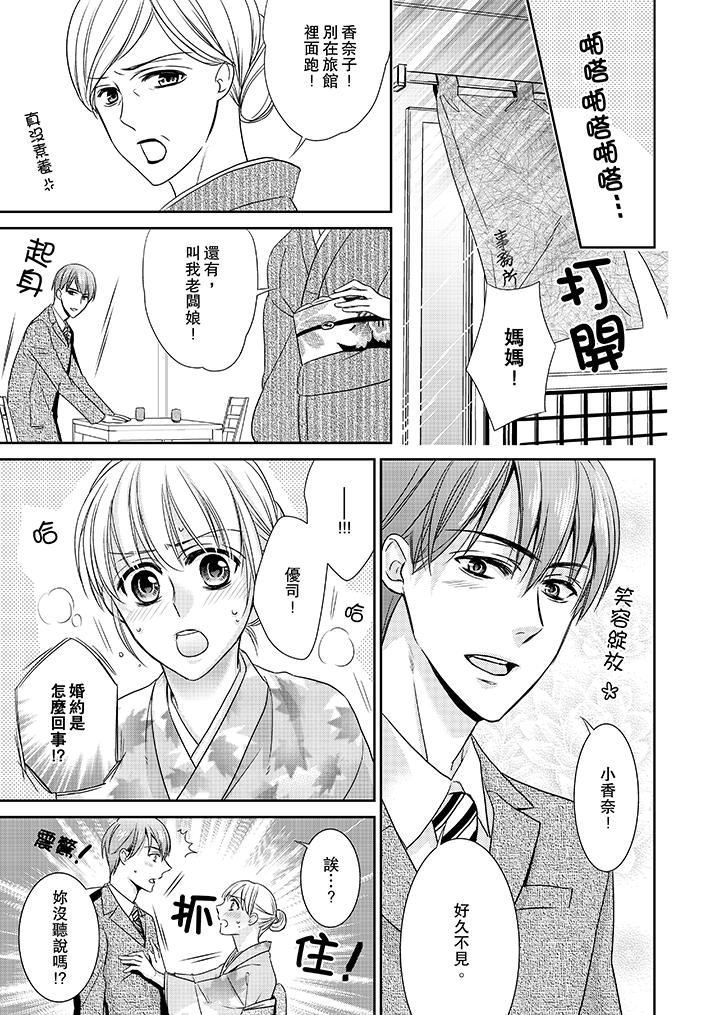 啪嗒啪嗒啪嗒…
事務所
打開
媽媽！
香奈子！
別在旅館
裡面跑！
真沒素養
還有，
叫我老闆娘！
起身
笑容綻放
小香奈！
好久不見。
——!!!
優司！
哈
哈
婚約是
怎麼回事!?
誒…？
抓住！
震驚！
妳沒聽說嗎!?